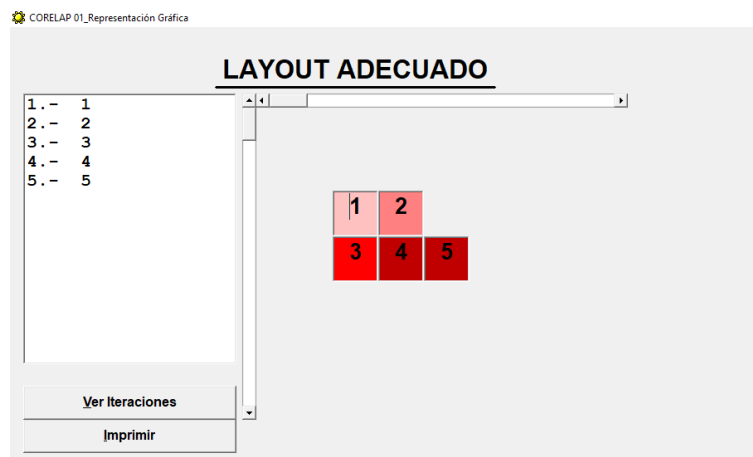 CORELAP 01_Representación Gráfica
LAYOUT ADECUADO
1.- 1
2.- 2
3.- 3
4.- 4
5.- 5
1 2
3 4 5
Ver Iteraciones
Imprimir